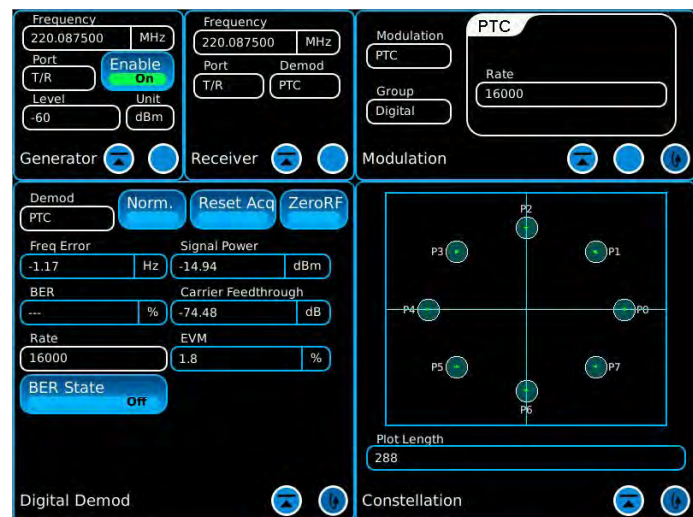 Frequency
220.087500 MHz
Port
T/R
Enable
On
Level
Unit
-60
dBm
Generator
Frequency
220.087500 MHz
Port
Demod
T/R
PTC
Receiver
Modulation
PTC
Group
Digital
PTC
Rate
16000
Modulation
Demod
PTC
Norm.
Reset Acq
ZeroRF
Freq Error
Signal Power
-1.17 Hz
-14.94 dBm
BER
Carrier Feedthrough
--- %
-74.48 dB
Rate
EVM
16000
1.8 %
BER State
Off
Digital Demod
P2
P3
P1
P4
P0
P5
P7
P6
Plot Length
288
Constellation